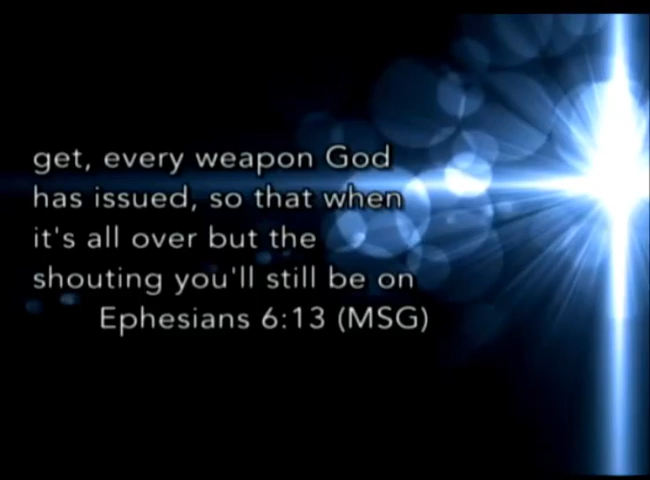 get, every weapon God
has issued, so that when
it's all over but the
shouting you'll still be on
Ephesians 6:13 (MSG)